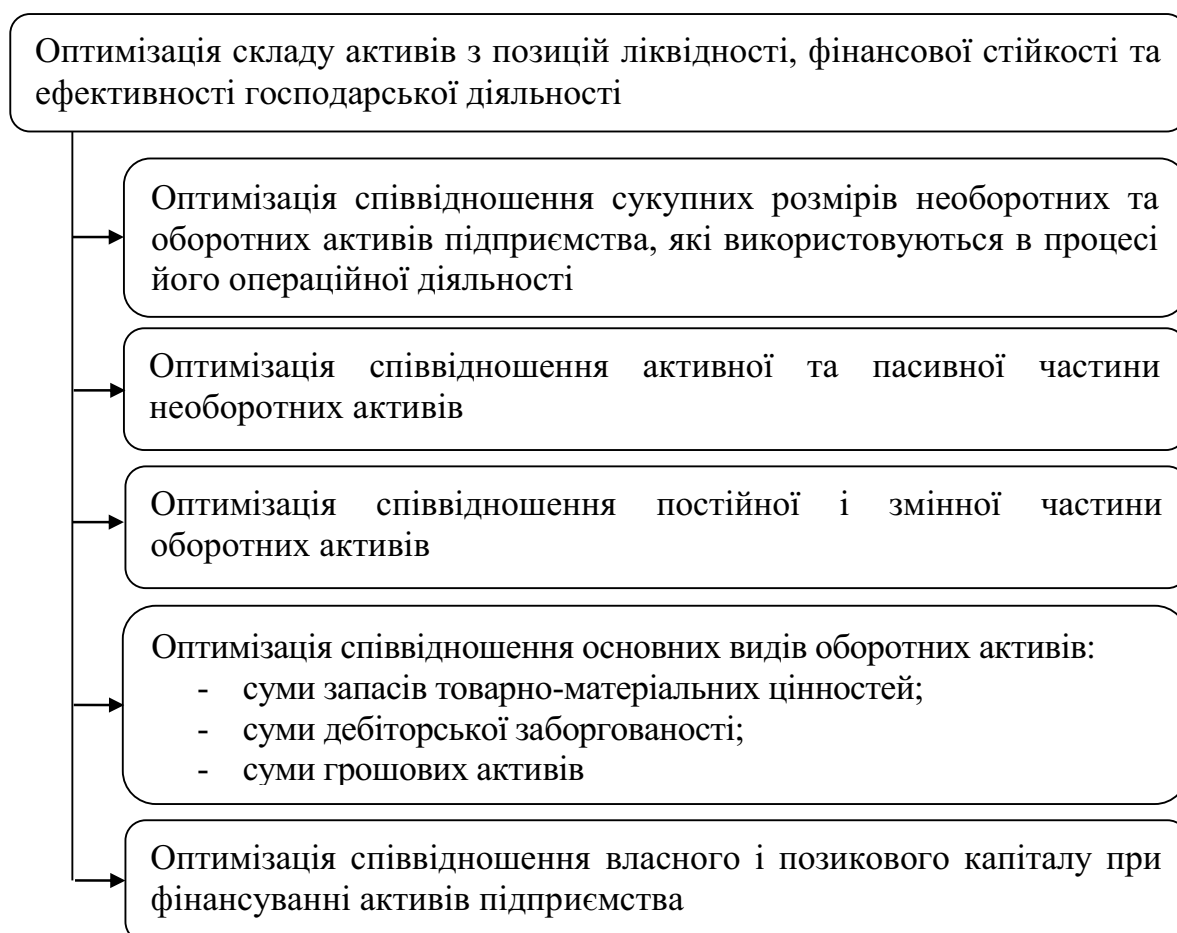 Оптимізація складу активів з позицій ліквідності, фінансової стійкості та
ефективності господарської діяльності
Оптимізація співвідношення сукупних розмірів необоротних та
оборотних активів підприємства, які використовуються в процесі
його операційної діяльності
Оптимізація співвідношення активної та пасивної частини
необоротних активів
Оптимізація співвідношення постійної і змінної частини
оборотних активів
Оптимізація співвідношення основних видів оборотних активів:
- суми запасів товарно-матеріальних цінностей;
- суми дебіторської заборгованості;
- суми грошових активів
Оптимізація співвідношення власного і позикового капіталу при
фінансуванні активів підприємства